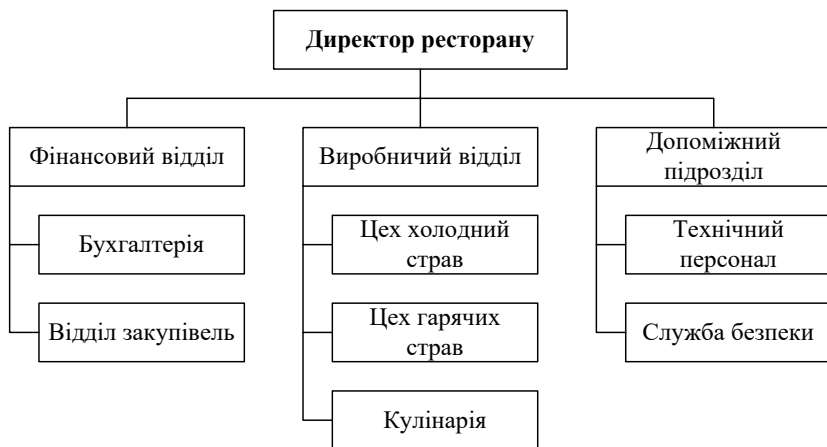 Директор ресторану
Фінансовий відділ
Бухгалтерія
Відділ закупівель
Виробничий відділ
Цех холодний
страв
Цех гарячих
страв
Кулінарія
Допоміжний
підрозділ
Технічний
персонал
Служба безпеки